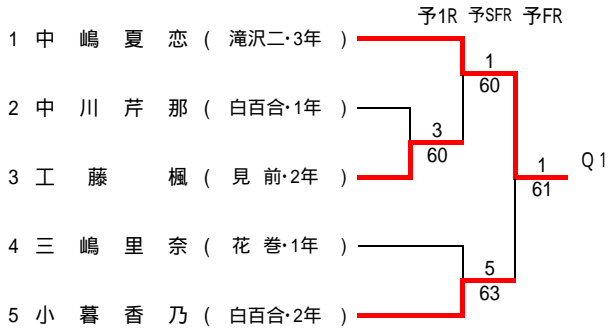 予1R 予SFR 予FR
1 中 嶋 夏 恋 ( 滝沢二・3年 )
1
60
2 中 川 芹 那 ( 白百合・1年 )
3
60
1
61
Q1
3 工 藤 楓 ( 見 前・2年 )
4 三 嶋 里 奈 ( 花 巻・1年 )
5
63
5 小 暮 香 乃 ( 白百合・2年 )